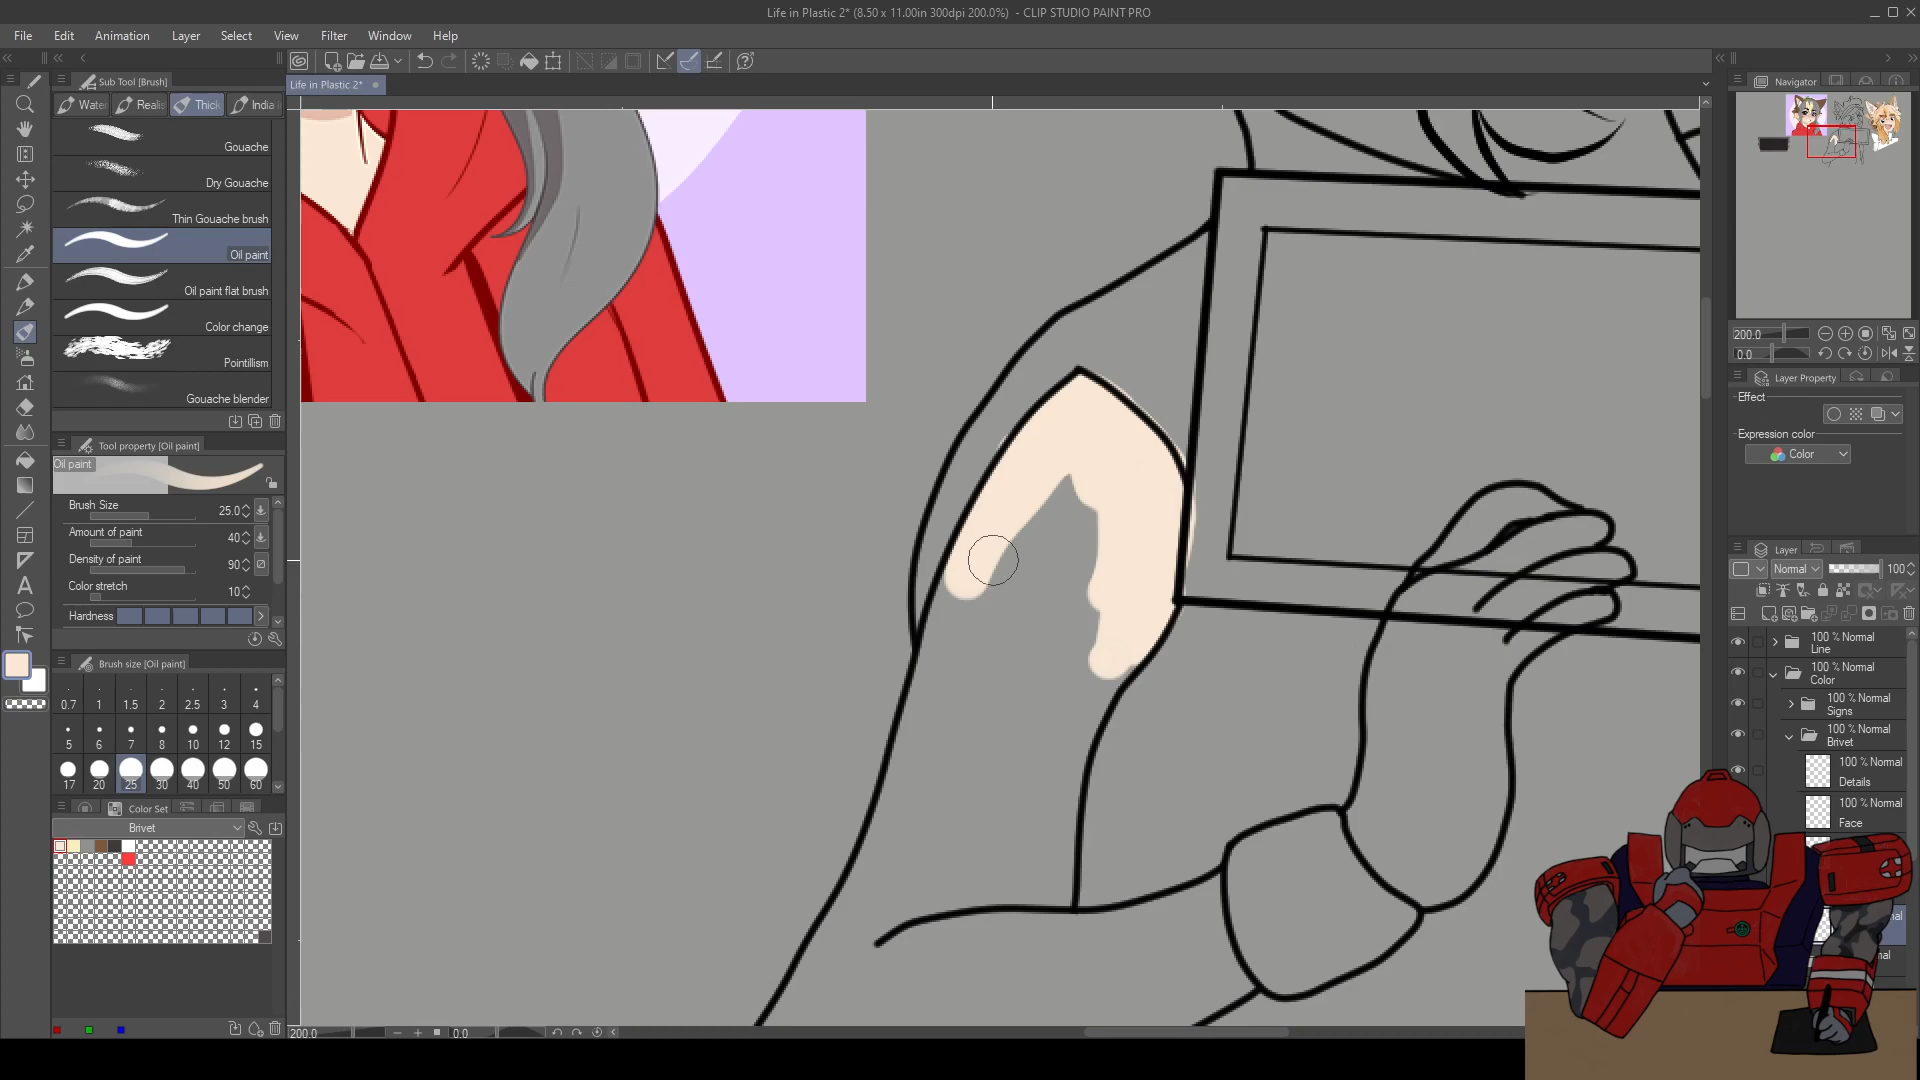 Life in Plastic 2* (8.50 x 11.00in 300dpi 200.0%)  - CLIP STUDIO PAINT PRO
File Edit Animation Layer Select View Filter Window Help
Sub Tool [Brush]
Life in Plastic 2*
Navigator
Water Realis Thick India i
Gouache
Dry Gouache
Thin Gouache brush
Oil paint
Oil paint flat brush
Color change
Pointillism
Gouache blender
Tool property [Oil paint]
Oil paint
Brush Size 25.0
Amount of paint 40
Density of paint 90
Color stretch 10
Hardness
Brush size [Oil paint]
0.7 1 1.5 2 2.5 3 4
5 6 7 8 10 12 15
17 20 25 30 40 50 60
Color Set
Brivet
200.0
0.0
200.0
0.0
Layer Property
Effect
Expression color
Color
Layer
Normal 100
100 % Normal
Line
100 % Normal
Color
100 % Normal
Signs
100 % Normal
Brivet
100 % Normal
Details
100 % Normal
Face